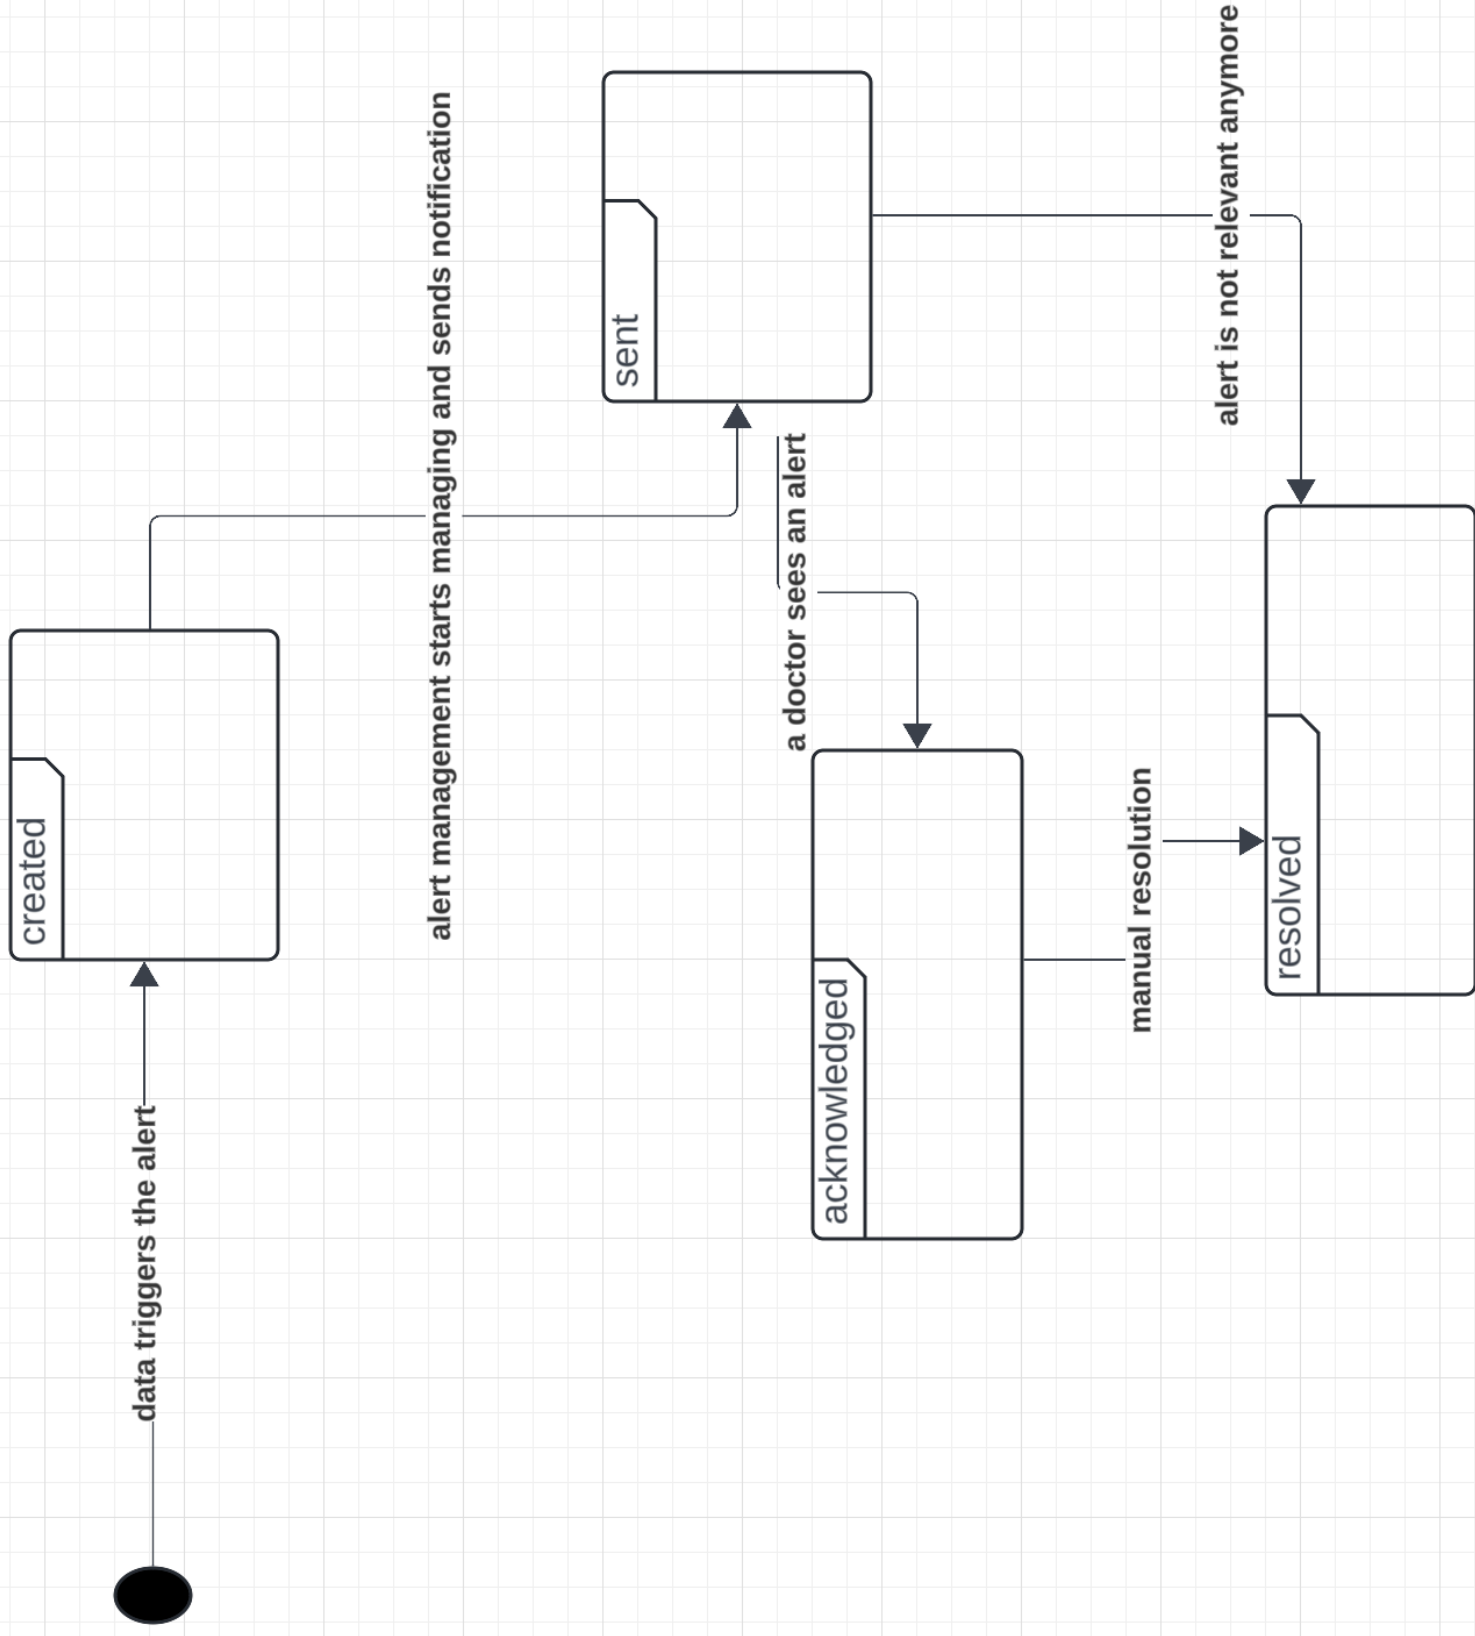 data triggers the alert
created
alert management starts managing and sends notification
sent
a doctor sees an alert
acknowledged
manual resolution
alert is not relevant anymore
resolved